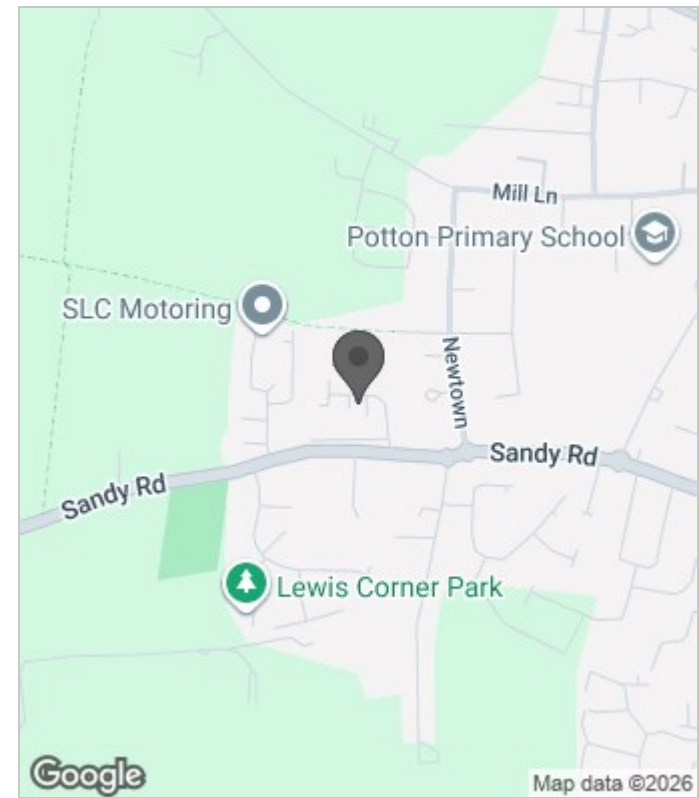 Mill Ln
Potton Primary School
SLC Motoring
Newtown
Sandy Rd
Sandy Rd
Lewis Corner Park
Google
Map data ©2026